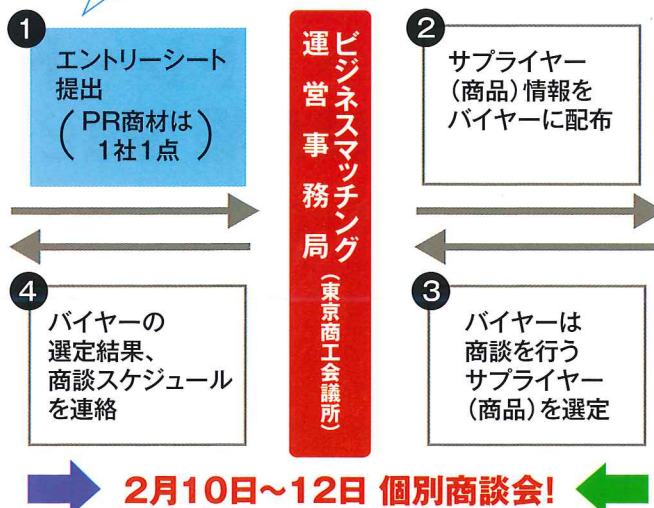 1
エントリーシート
提出
(PR商材は
1社1点)
ビジネスマッチング
運営事務局
(東京商工会議所)
2
サプライヤー
(商品)情報を
バイヤーに配布
3
バイヤーは
商談を行う
サプライヤー
(商品)を選定
4
バイヤーの
選定結果、
商談スケジュール
を連絡
2月10日~12日 個別商談会!